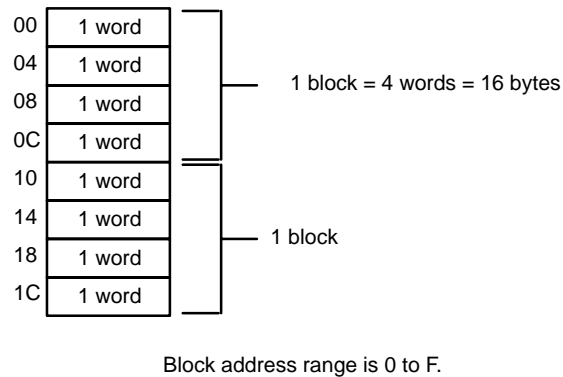 00 1 word
04 1 word
08 1 word
1 block = 4 words = 16 bytes
0C 1 word
10 1 word
14 1 word
1 block
18 1 word
1C 1 word
Block address range is 0 to F.